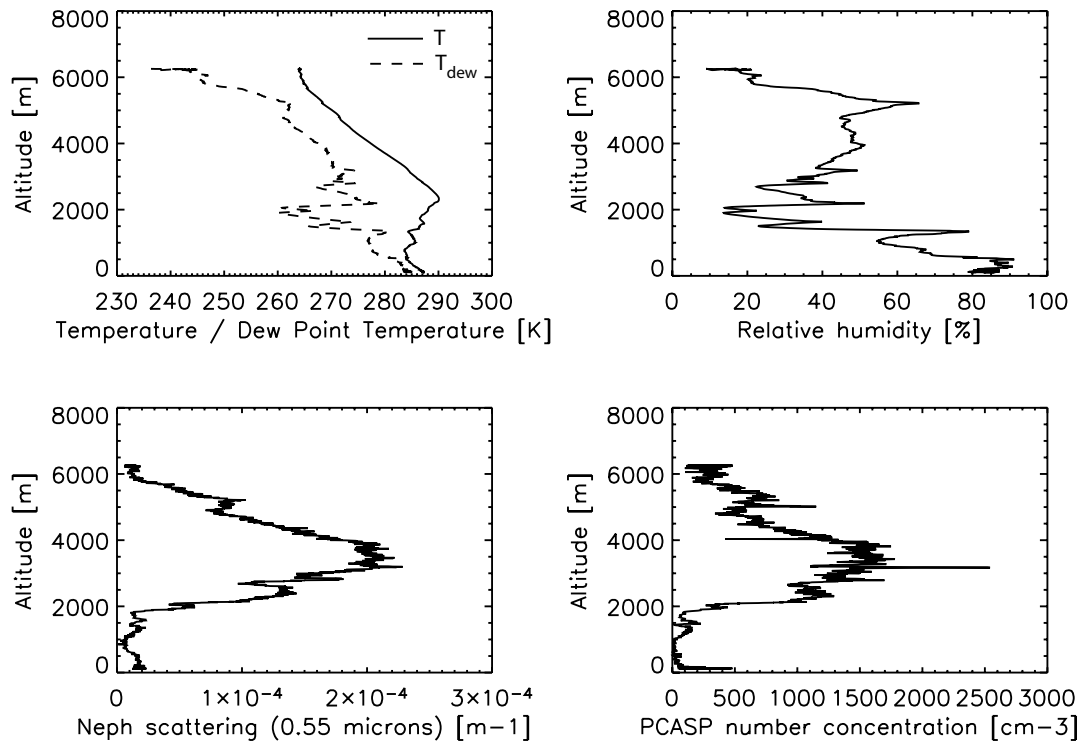 8000
6000
4000
2000
0
Altitude [m]
T
T_dew
230 240 250 260 270 280 290 300
Temperature / Dew Point Temperature [K]
8000
6000
4000
2000
0
Altitude [m]
0 20 40 60 80 100
Relative humidity [%]
8000
6000
4000
2000
0
Altitude [m]
0 1×10⁻⁴ 2×10⁻⁴ 3×10⁻⁴
Neph scattering (0.55 microns) [m−1]
8000
6000
4000
2000
0
Altitude [m]
0 500 1000 1500 2000 2500 3000
PCASP number concentration [cm−3]